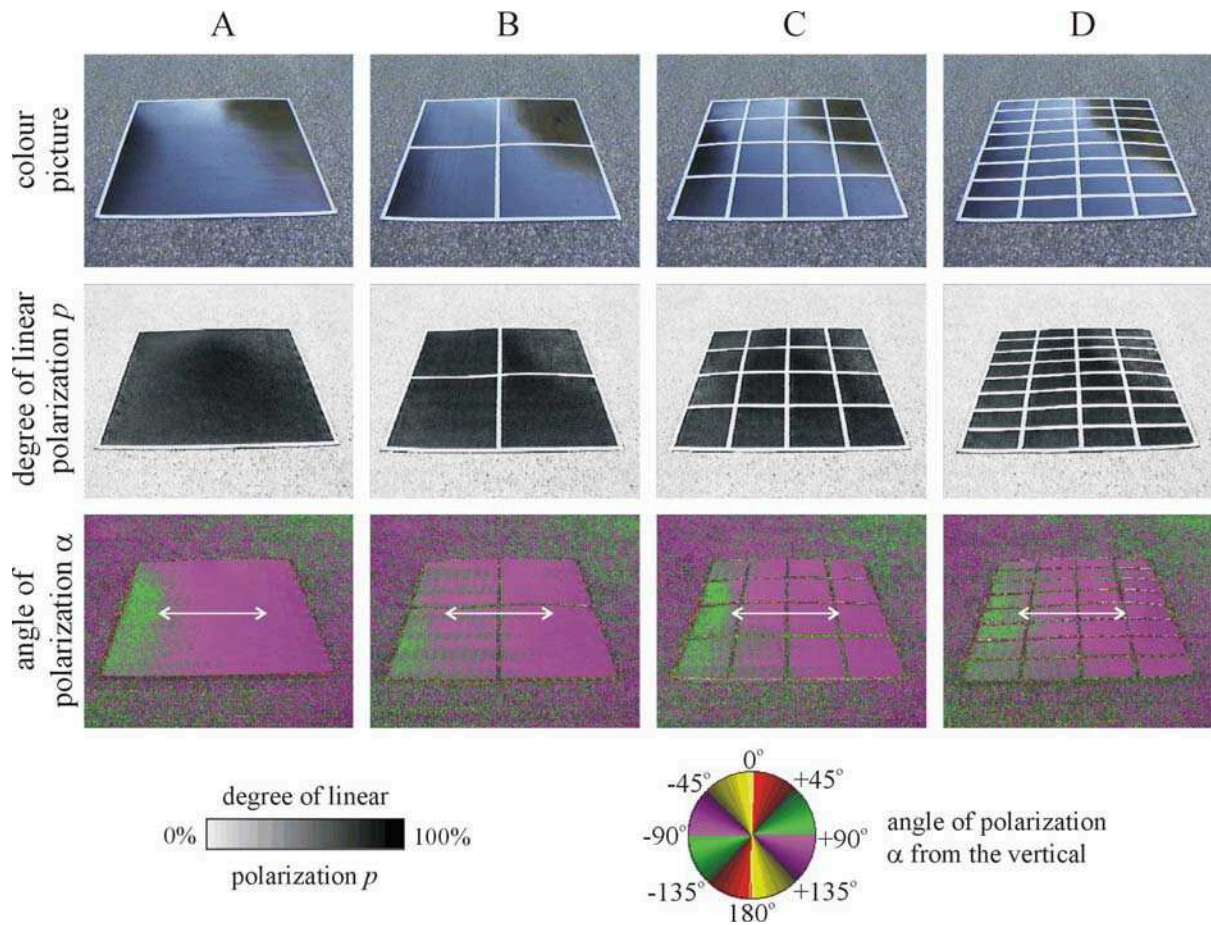 A B C D
colour
picture
degree of linear
polarization p
angle of
polarization α
degree of linear
0% 100%
polarization p
0°
-45° +45°
-90° +90°
-135° +135°
180°
angle of polarization
α from the vertical